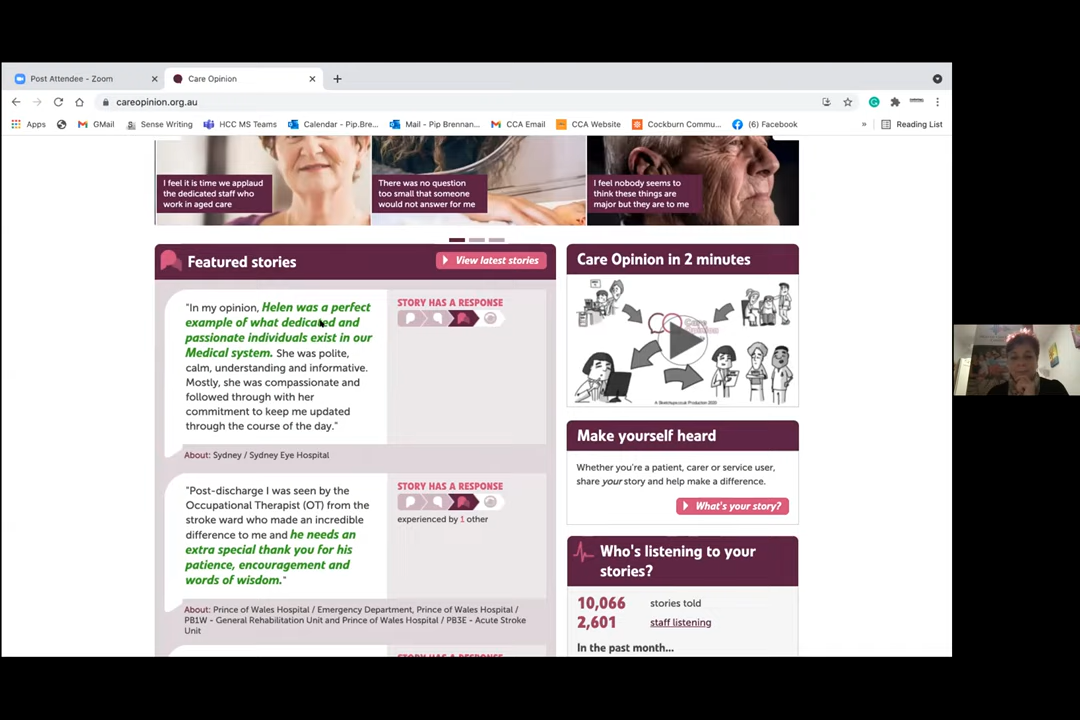 Post Attendee - Zoom
Care Opinion
careopinion.org.au
Apps
GMail
Sense Writing
HCC MS Teams
Calendar - Pip.Bre...
Mail - Pip Brennan...
CCA Email
CCA Website
Cockburn Commu...
(6) Facebook
»
Reading List
I feel it is time we applaud
the dedicated staff who
work in aged care
There was no question
too small that someone
would not answer for me
I feel nobody seems to
think these things are
major but they are to me
Featured stories
View latest stories
"In my opinion, Helen was a perfect
example of what dedicated and
passionate individuals exist in our
Medical system. She was polite,
calm, understanding and informative.
Mostly, she was compassionate and
followed through with her
commitment to keep me updated
through the course of the day."
STORY HAS A RESPONSE
About: Sydney / Sydney Eye Hospital
"Post-discharge I was seen by the
Occupational Therapist (OT) from the
stroke ward who made an incredible
difference to me and he needs an
extra special thank you for his
patience, encouragement and
words of wisdom."
STORY HAS A RESPONSE
experienced by 1 other
About: Prince of Wales Hospital / Emergency Department, Prince of Wales Hospital /
PB1W - General Rehabilitation Unit and Prince of Wales Hospital / PB3E - Acute Stroke
Unit
Care Opinion in 2 minutes
Make yourself heard
Whether you're a patient, carer or service user,
share your story and help make a difference.
What's your story?
Who's listening to your
stories?
10,066 stories told
2,601 staff listening
In the past month...